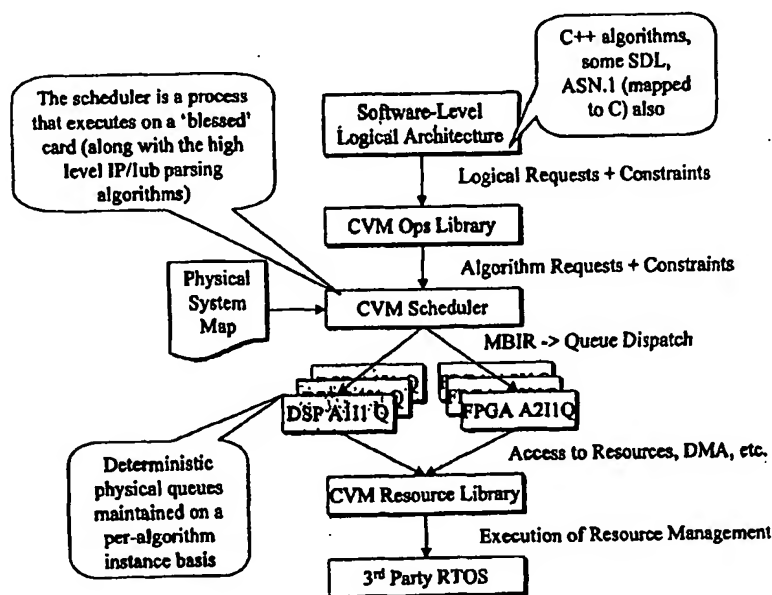 C++ algorithms,
some SDL,
ASN.1 (mapped
to C) also
The scheduler is a process
that executes on a ‘blessed’
card (along with the high
level IP/Iub parsing
algorithms)
Software-Level
Logical Architecture
Logical Requests + Constraints
CVM Ops Library
Algorithm Requests + Constraints
Physical
System
Map
CVM Scheduler
MBIR -> Queue Dispatch
DSP A1I1 Q
FPGA A2I1Q
Access to Resources, DMA, etc.
Deterministic
physical queues
maintained on a
per-algorithm
instance basis
CVM Resource Library
Execution of Resource Management
3rd Party RTOS